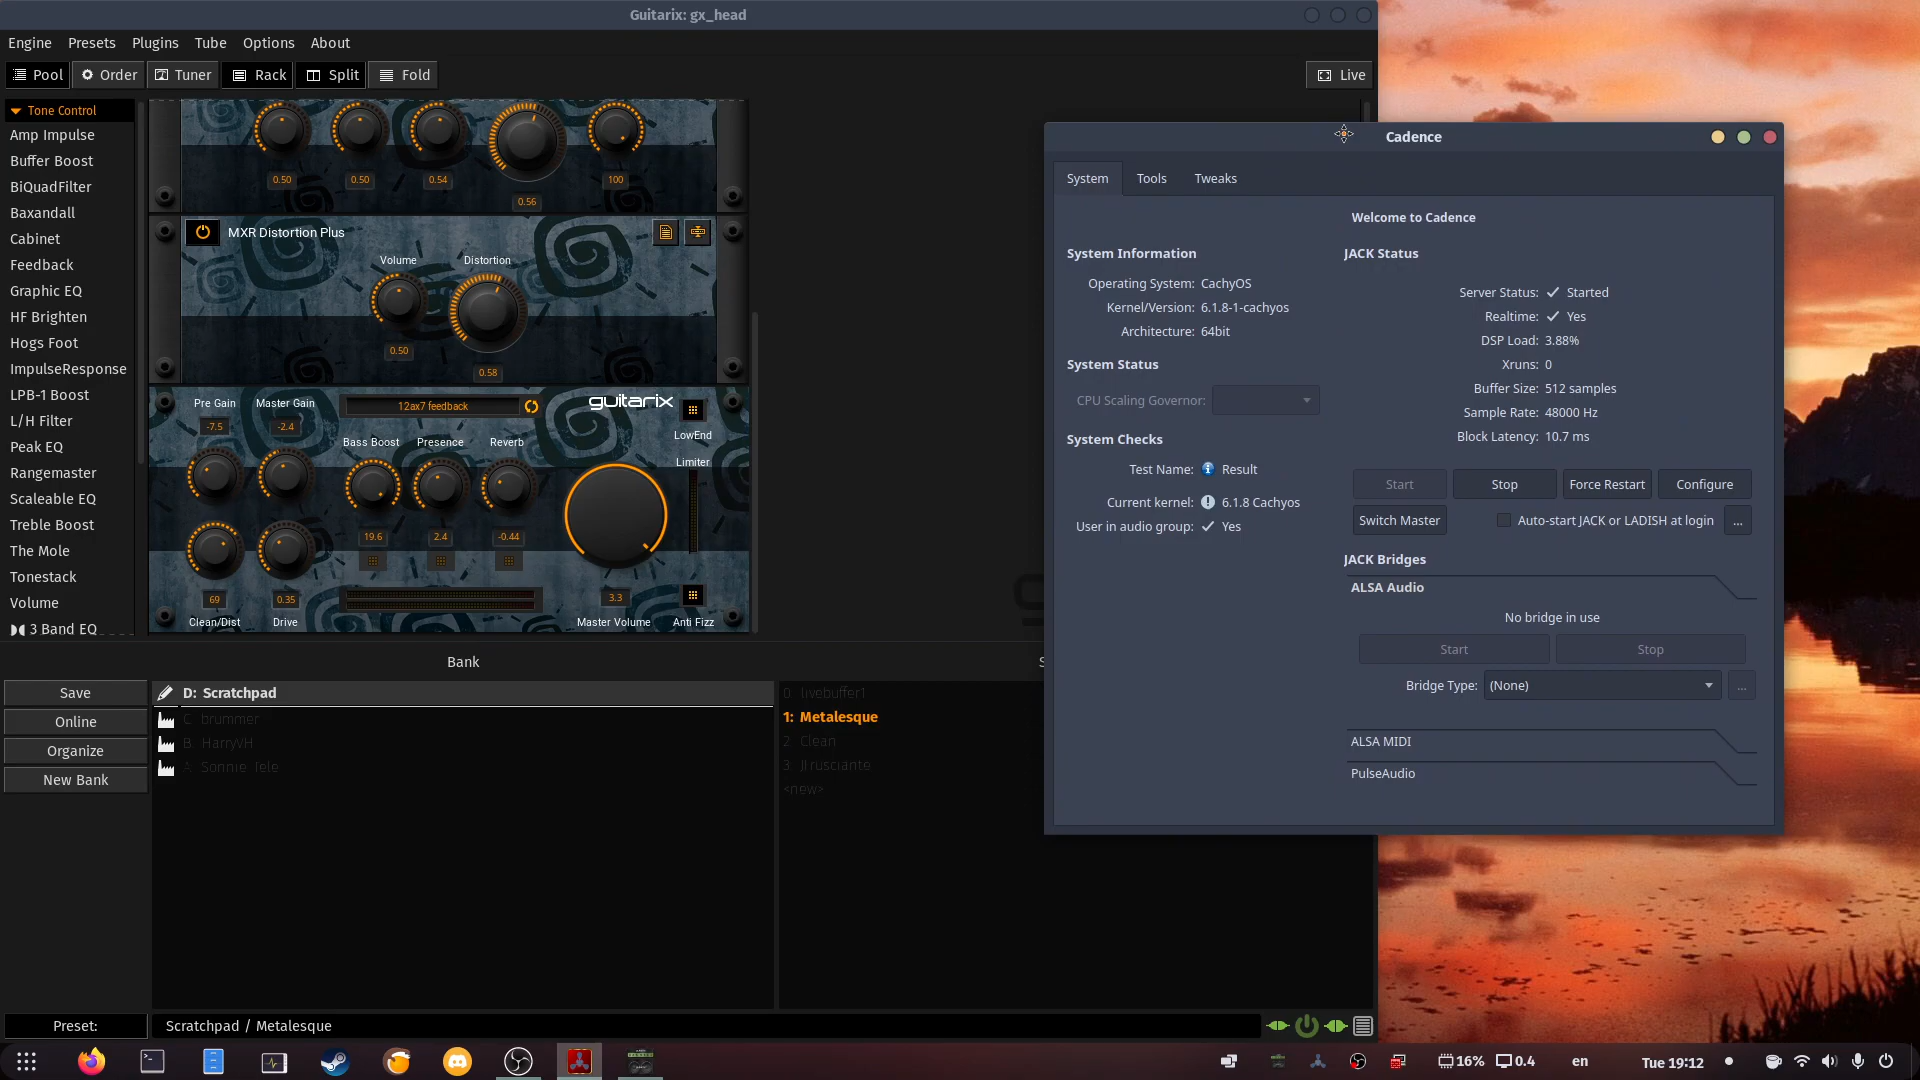 Guitarix: gx_head
Engine Presets Plugins Tube Options About
Pool Order Tuner Rack Split Fold Live
Tone Control
Amp Impulse
Buffer Boost
BiQuadFilter
Baxandall
Cabinet
Feedback
Graphic EQ
HF Brighten
Hogs Foot
ImpulseResponse
LPB-1 Boost
L/H Filter
Peak EQ
Rangemaster
Scaleable EQ
Treble Boost
The Mole
Tonestack
Volume
3 Band EQ
0.50 0.50 0.54 0.56 100
MXR Distortion Plus
Volume Distortion
0.50 0.58
Pre Gain Master Gain 12ax7 feedback guitarix
-7.5 -2.4
LowEnd
Bass Boost Presence Reverb
Limiter
19.6 2.4 -0.44
69 0.35 3.3
Clean/Dist Drive Master Volume Anti Fizz
Bank S
Save
Online
Organize
New Bank
D: Scratchpad
C: brummer
B: HarryVH
A: Sonnie Tele
0: livebuffer1
1: Metalesque
2: Clean
3: JFrusciante
<new>
Preset: Scratchpad / Metalesque
Cadence
System Tools Tweaks
Welcome to Cadence
System Information
Operating System: CachyOS
Kernel/Version: 6.1.8-1-cachyos
Architecture: 64bit
System Status
CPU Scaling Governor:
System Checks
Test Name: Result
Current kernel: 6.1.8 Cachyos
User in audio group: Yes
JACK Status
Server Status: Started
Realtime: Yes
DSP Load: 3.88%
Xruns: 0
Buffer Size: 512 samples
Sample Rate: 48000 Hz
Block Latency: 10.7 ms
Start Stop Force Restart Configure
Switch Master Auto-start JACK or LADISH at login ...
JACK Bridges
ALSA Audio
No bridge in use
Start Stop
Bridge Type: (None) ...
ALSA MIDI
PulseAudio
16% 0.4 en Tue 19:12